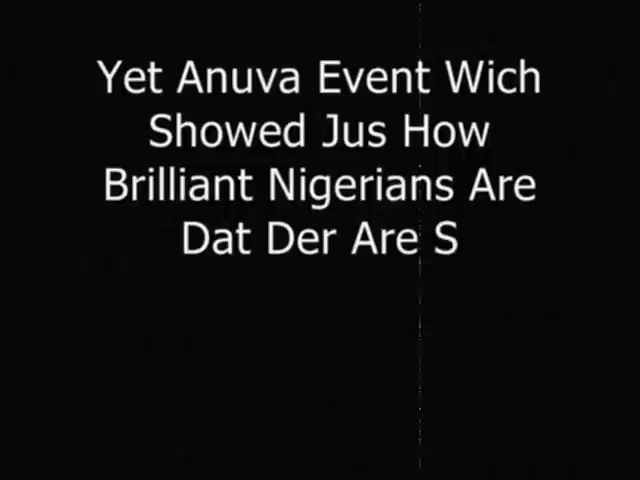 Yet Anuva Event Wich
Showed Jus How
Brilliant Nigerians Are
Dat Der Are S